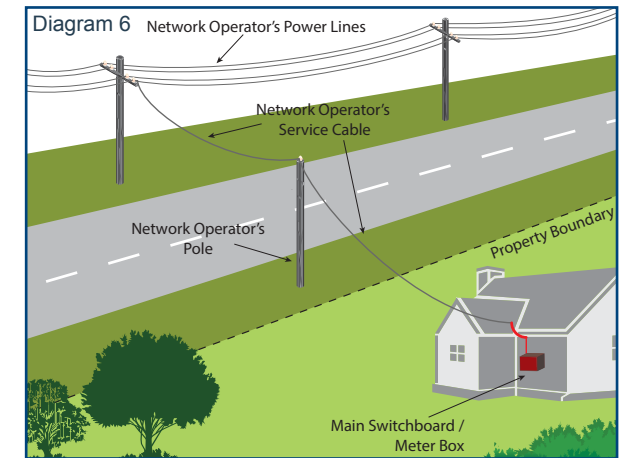 Diagram 6
Network Operator's Power Lines
Network Operator's
Service Cable
Network Operator's
Pole
Property Boundary
Main Switchboard /
Meter Box